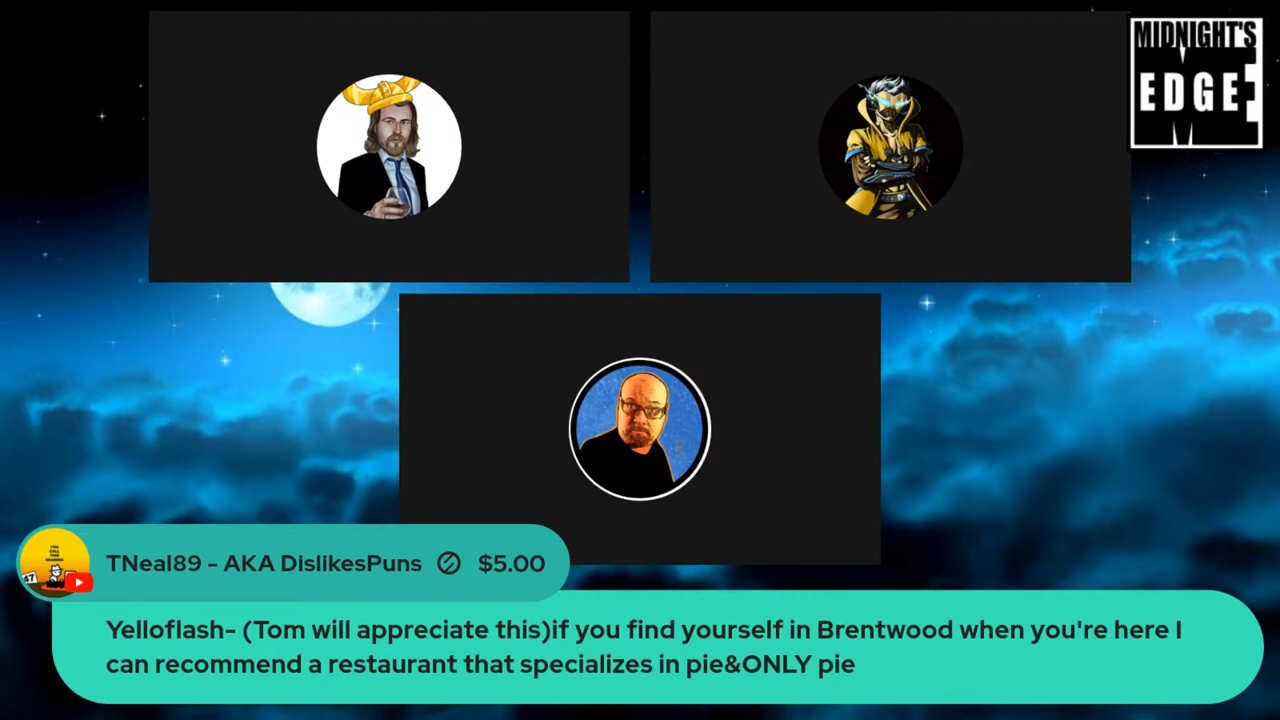 MIDNIGHT'S
EDGE
TNeal89 - AKA DislikesPuns $5.00
Yelloflash- (Tom will appreciate this)if you find yourself in Brentwood when you're here I
can recommend a restaurant that specializes in pie&ONLY pie